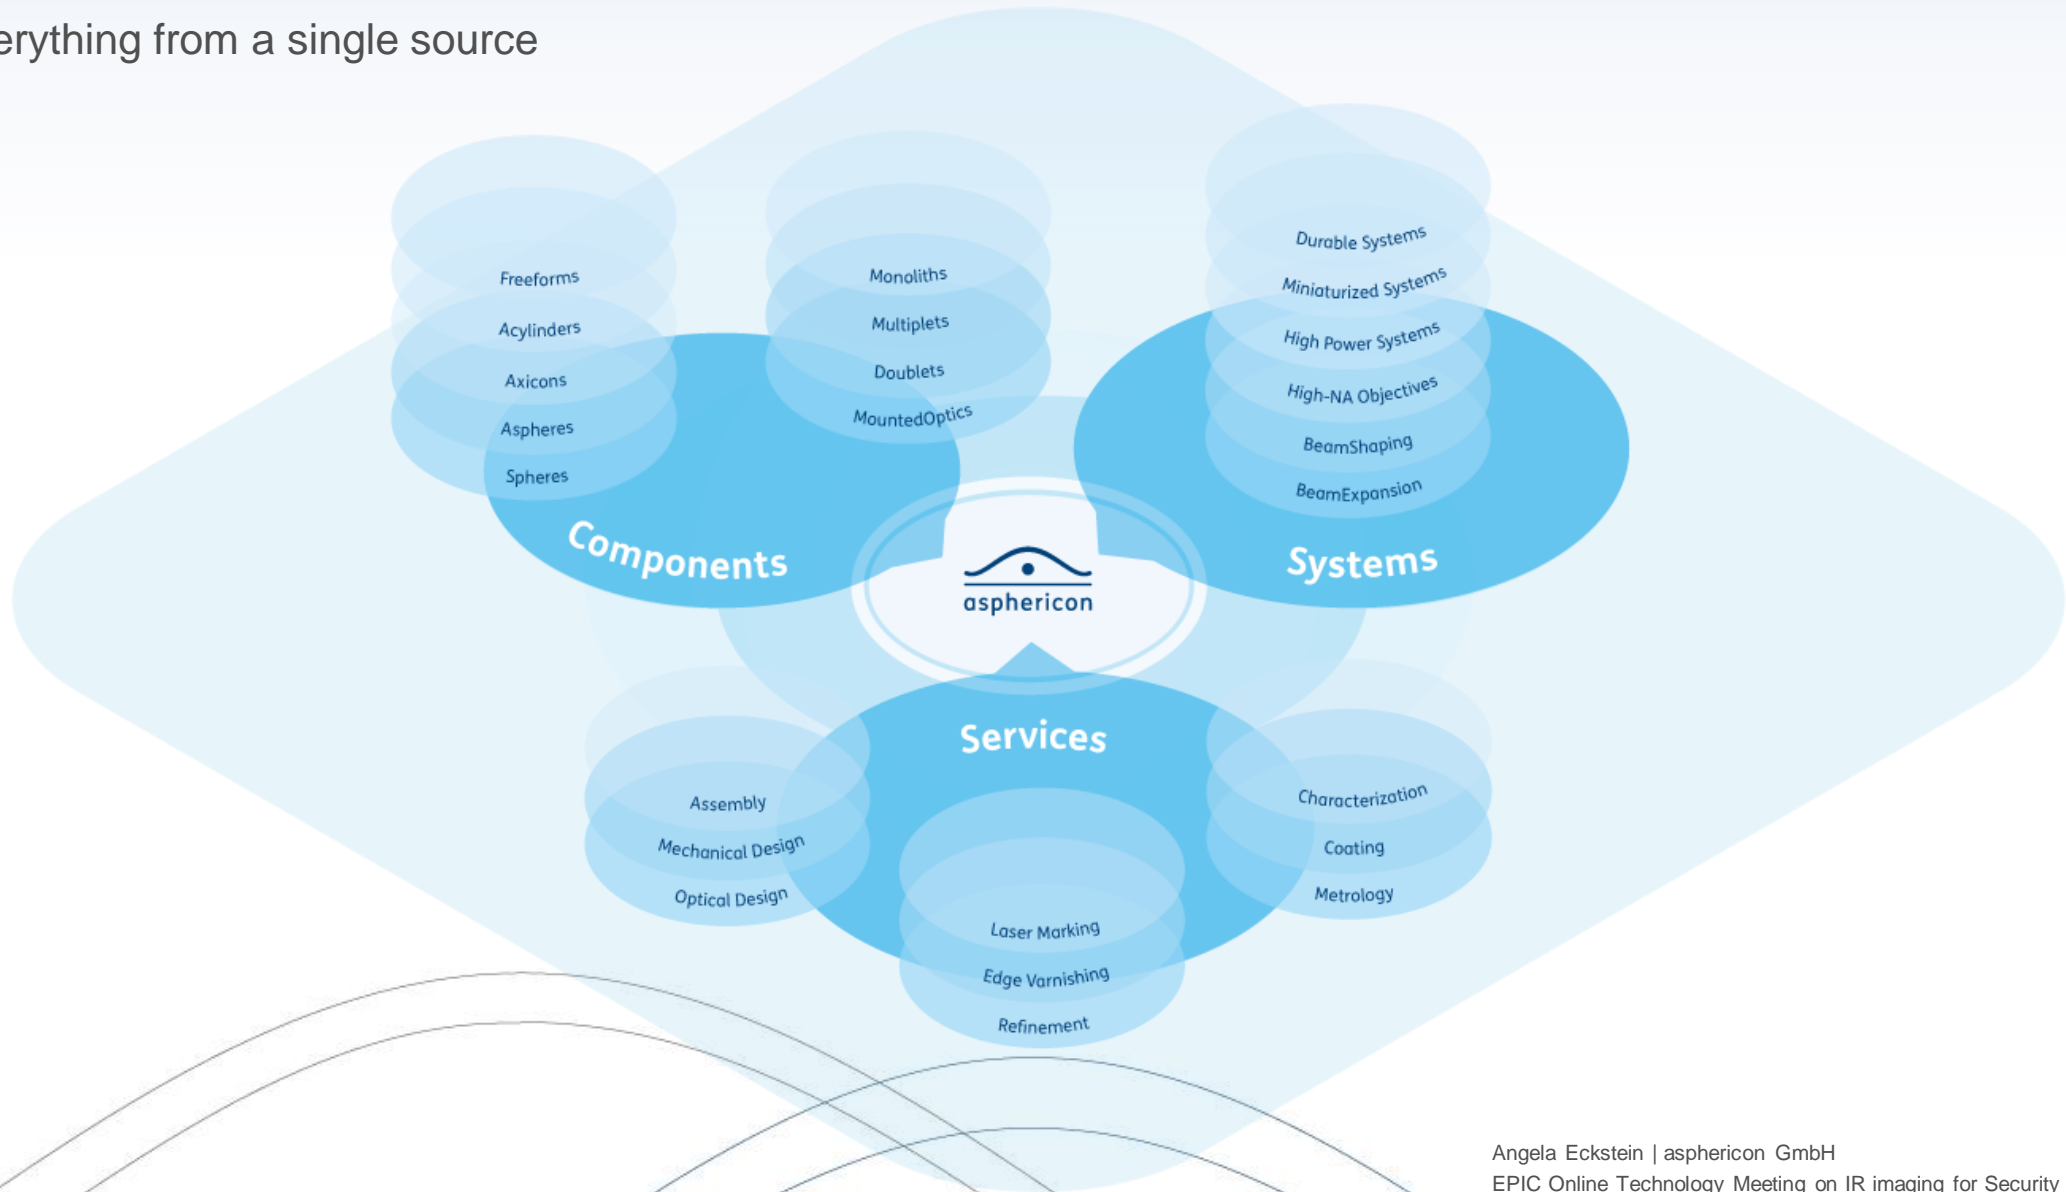 erything from a single source
Freeforms
Acylinders
Axicons
Aspheres
Spheres
Monoliths
Multiplets
Doublets
MountedOptics
Components
Durable Systems
Miniaturized Systems
High Power Systems
High-NA Objectives
BeamShaping
BeamExpansion
Systems
asphericon
Services
Assembly
Mechanical Design
Optical Design
Laser Marking
Edge Varnishing
Refinement
Characterization
Coating
Metrology
Angela Eckstein | asphericon GmbH
EPIC Online Technology Meeting on IR imaging for Security